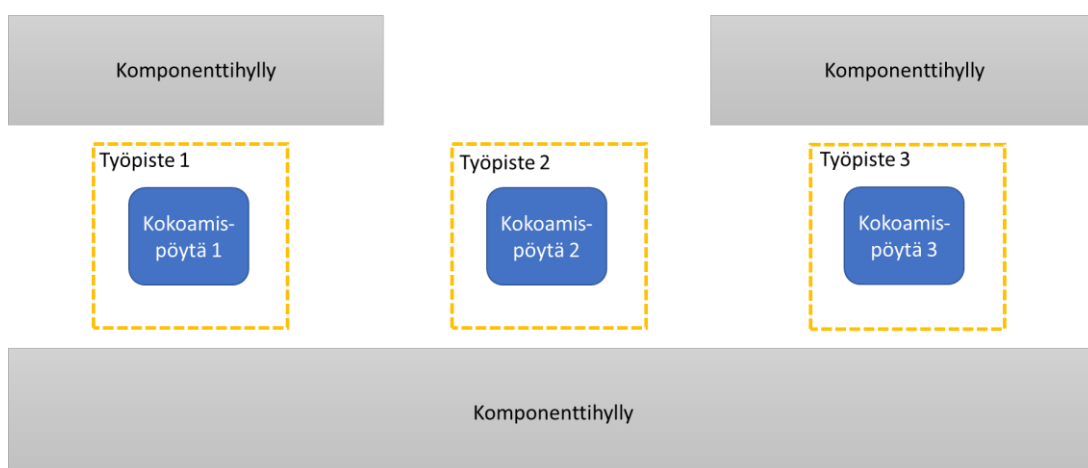 Komponenttihylly
Komponenttihylly
Työpiste 1
Työpiste 2
Työpiste 3
Kokoamis-
pöytä 1
Kokoamis-
pöytä 2
Kokoamis-
pöytä 3
Komponenttihylly